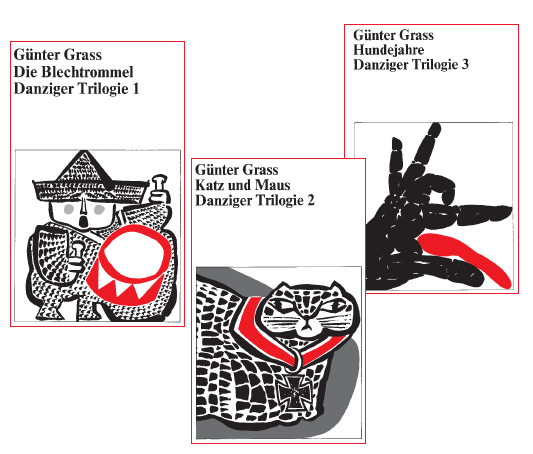 Günter Grass
Die Blechtrommel
Danziger Trilogie 1
Günter Grass
Katz und Maus
Danziger Trilogie 2
Günter Grass
Hundejahre
Danziger Trilogie 3